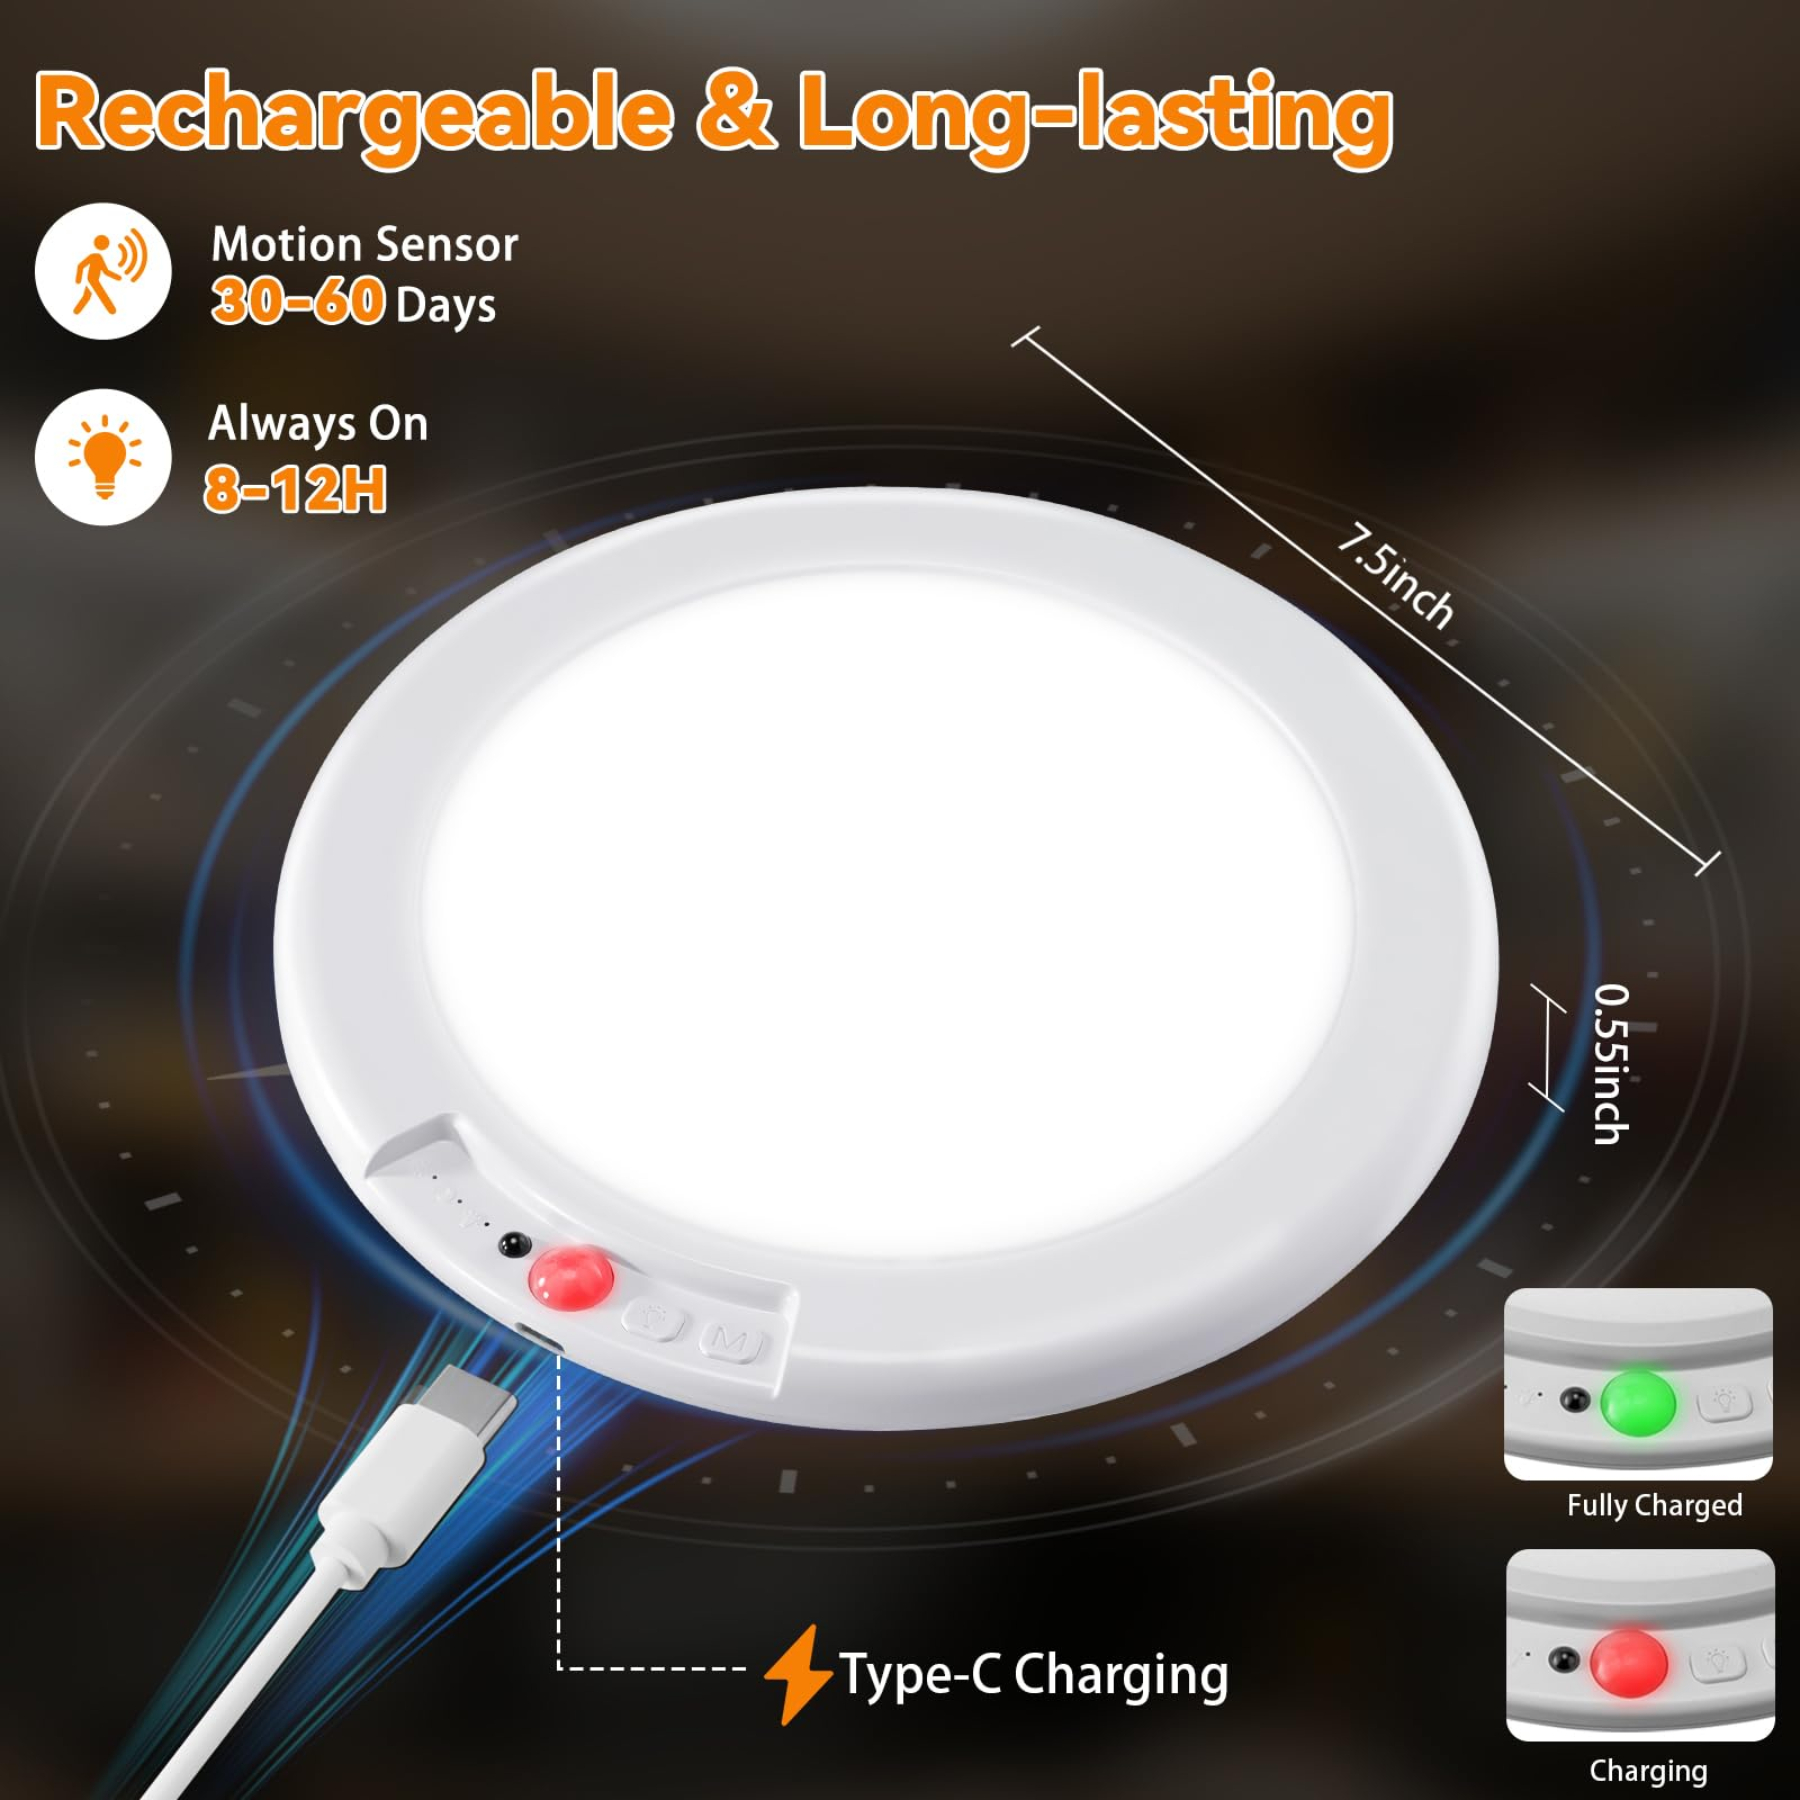 Rechargeable & Long-lasting
Motion Sensor
30-60 Days
Always On
8-12H
7.5inch
0.55inch
M
Fully Charged
Type-C Charging
Charging